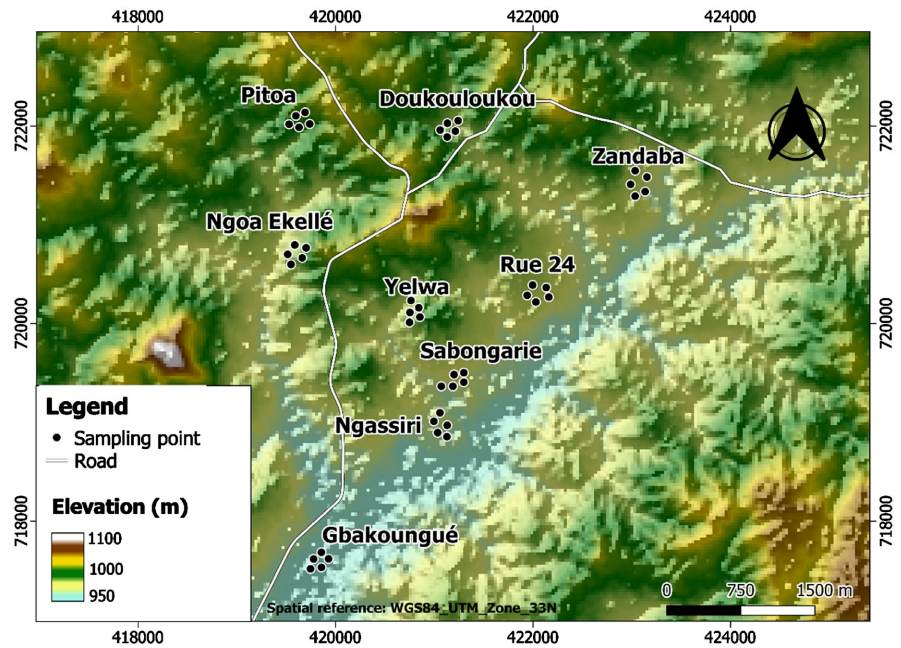 418000 420000 422000 424000
Pitoa
Doukouloukou
722000
722000
Zandaba
Ngoa Ekellé
Rue 24
Yelwa
720000
720000
Sabongarie
Legend
Sampling point
Road
Ngassiri
Elevation (m)
1100
1000
950
718000
718000
Gbakoungué
0 750 1500 m
Spatial reference: WGS84_UTM_Zone_33N
418000 420000 422000 424000